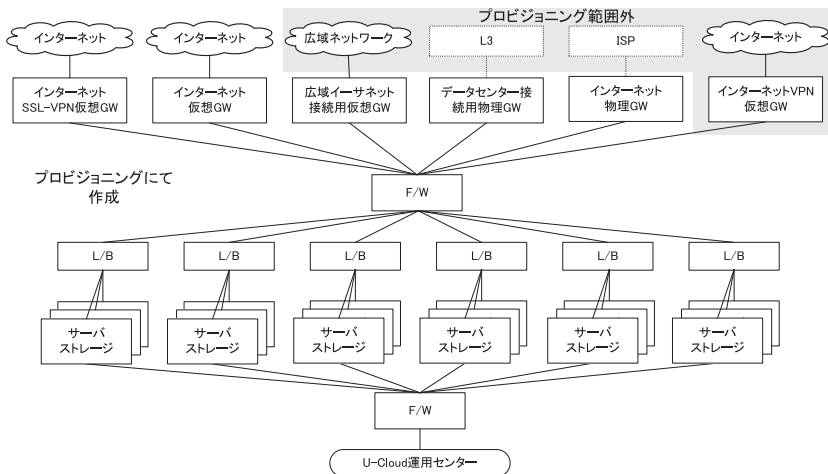 プロビジョニング範囲外
インターネット
インターネット
広域ネットワーク
L3
ISP
インターネット
インターネット
SSL-VPN仮想GW
インターネット
仮想GW
広域イーサネット
接続用仮想GW
データセンター接
続用物理GW
インターネット
物理GW
インターネットVPN
仮想GW
プロビジョニングにて
作成
F/W
L/B
L/B
L/B
L/B
L/B
L/B
サーバ
ストレージ
サーバ
ストレージ
サーバ
ストレージ
サーバ
ストレージ
サーバ
ストレージ
サーバ
ストレージ
F/W
U-Cloud運用センター